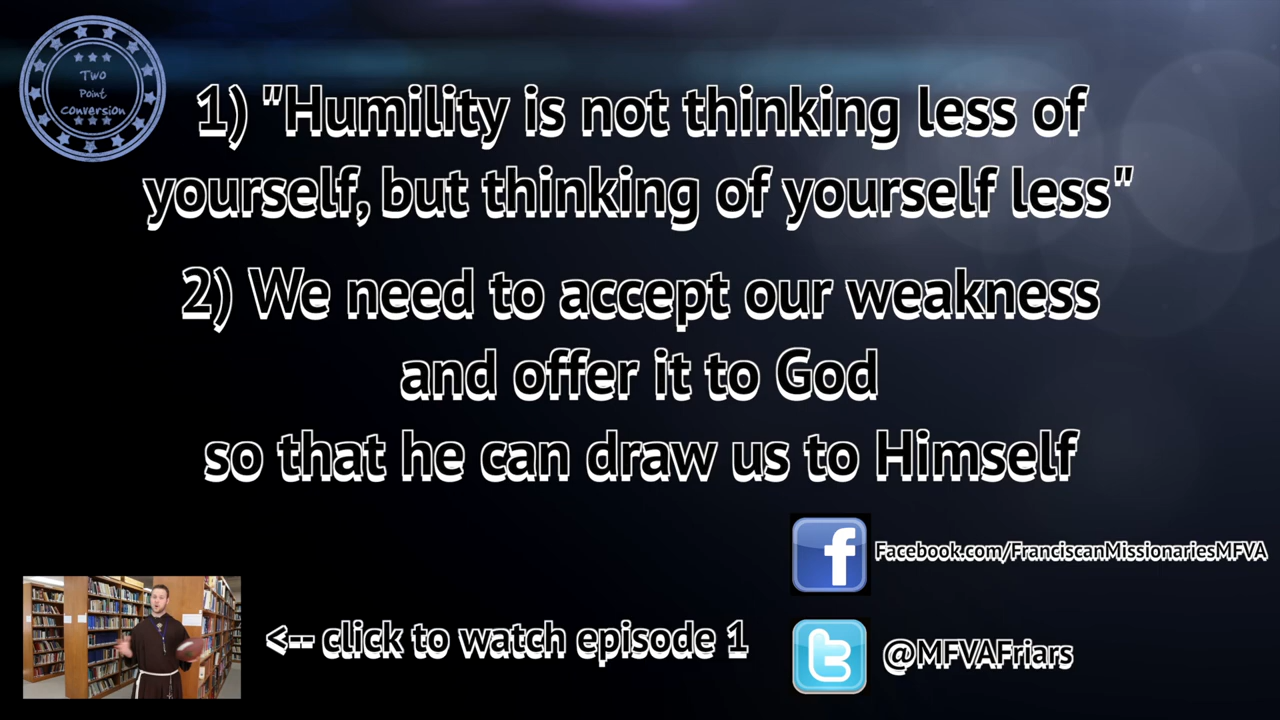 Two
Point
Conversion
1) "Humility is not thinking less of
yourself, but thinking of yourself less"
2) We need to accept our weakness
and offer it to God
so that he can draw us to Himself
f
Facebook.com/FranciscanMissionariesMFVA
<-- click to watch episode 1
t
@MFVAFriars